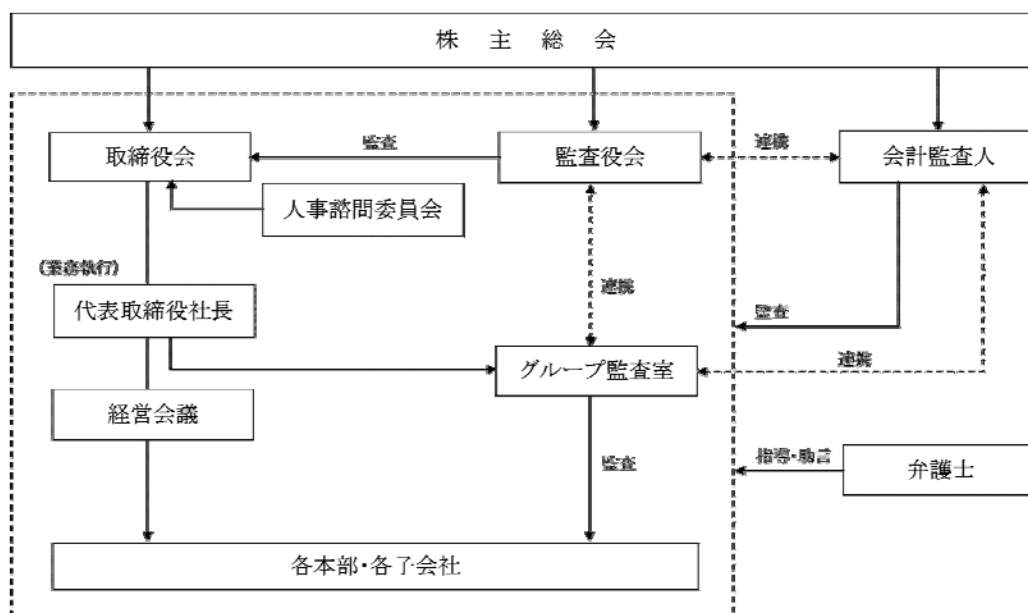 株主総会
取締役会
監査
監査役会
連携
会計監査人
人事諮問委員会
(業務執行)
連携
代表取締役社長
監査
グループ監査室
連携
経営会議
監査
指導・助言
弁護士
各本部・各子会社